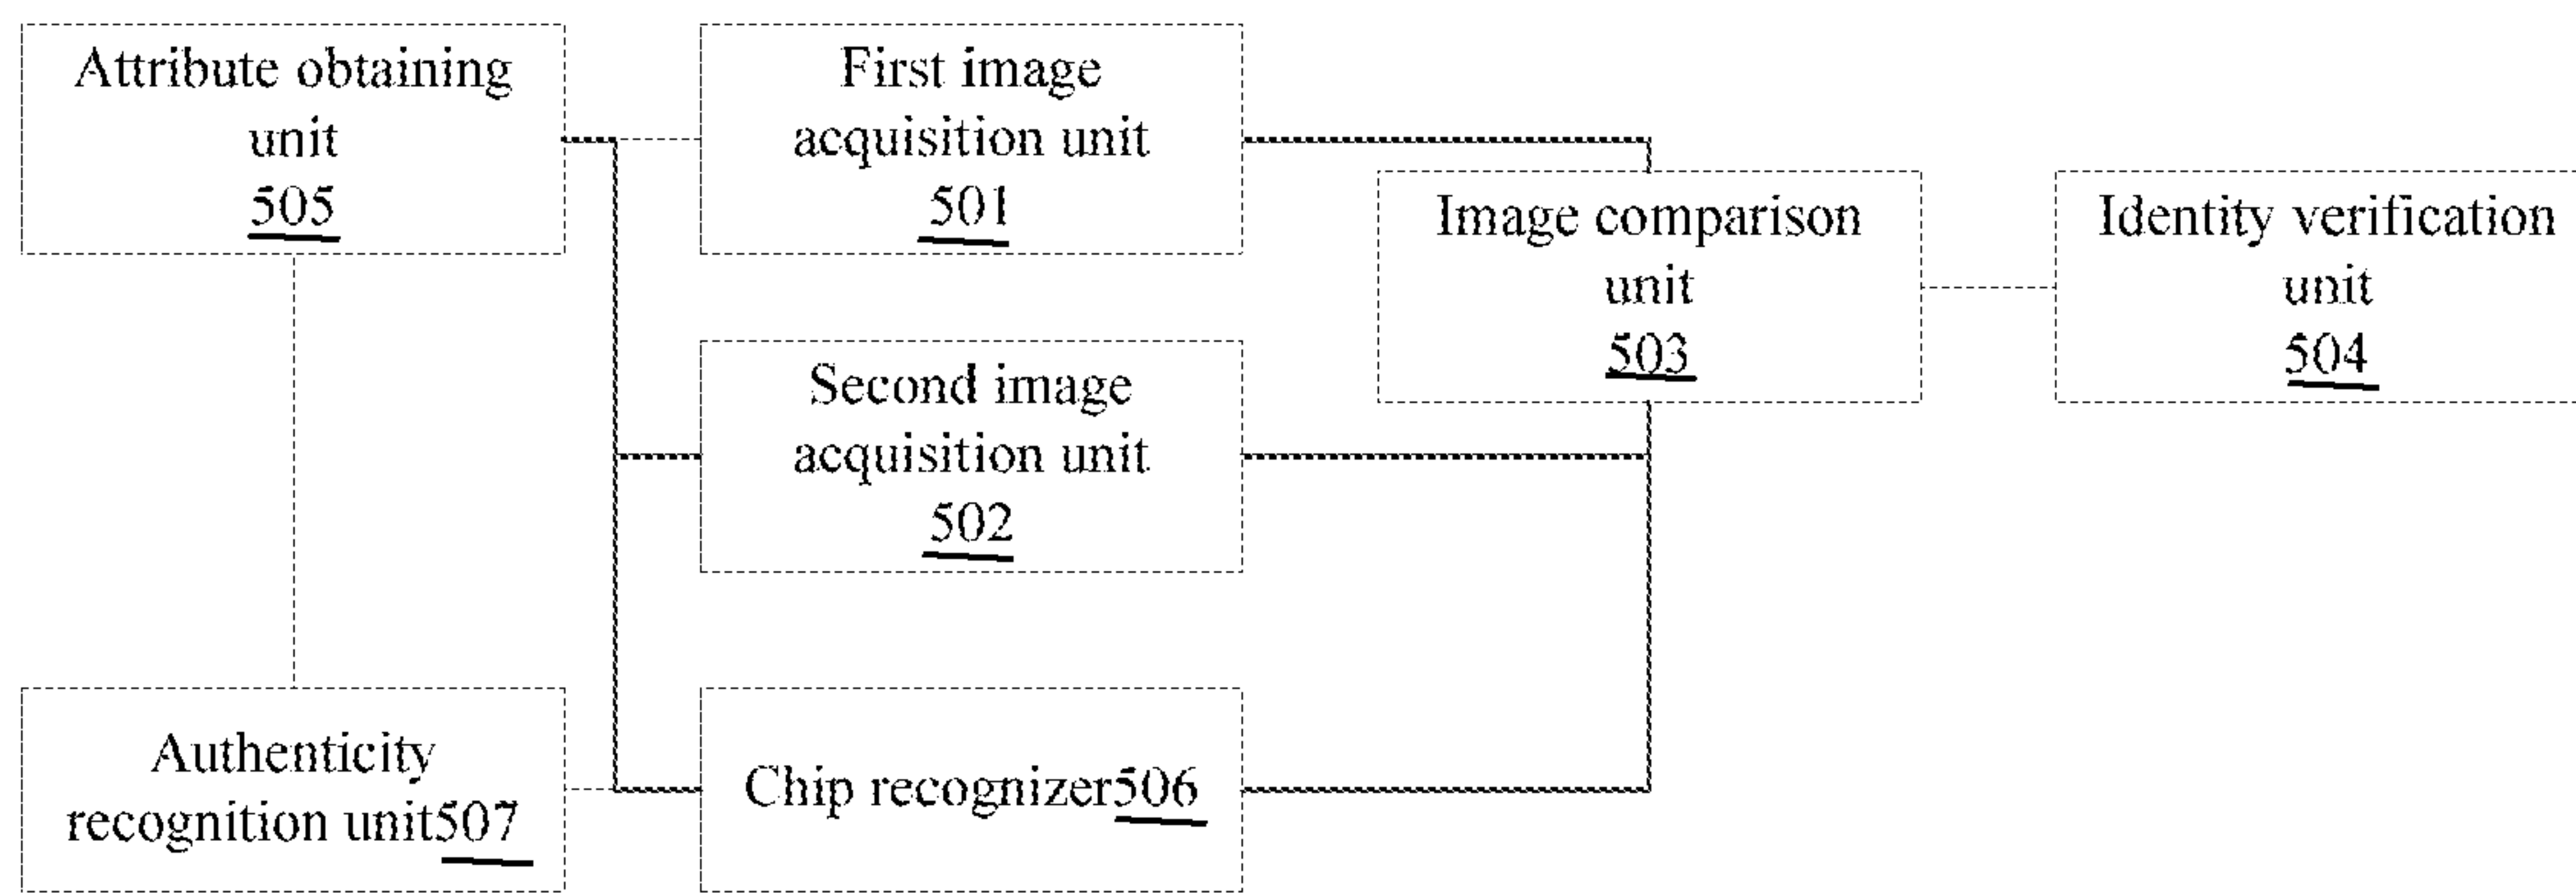 Attribute obtaining
unit
505
First image
acquisition unit
501
Second image
acquisition unit
502
Image comparison
unit
503
Identity verification
unit
504
Authenticity
recognition unit507
Chip recognizer506